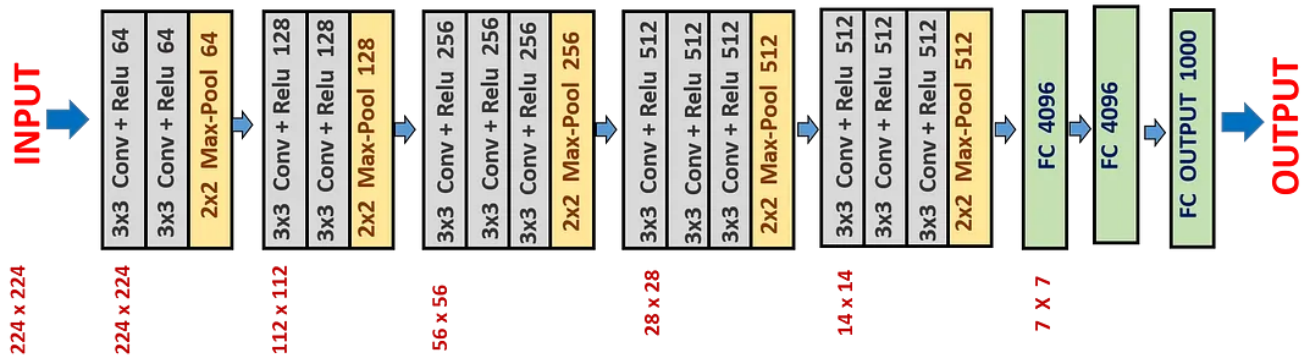 INPUT
3x3 Conv + Relu 64
3x3 Conv + Relu 64
2x2 Max-Pool 64
3x3 Conv + Relu 128
3x3 Conv + Relu 128
2x2 Max-Pool 128
3x3 Conv + Relu 256
3x3 Conv + Relu 256
3x3 Conv + Relu 256
2x2 Max-Pool 256
3x3 Conv + Relu 512
3x3 Conv + Relu 512
3x3 Conv + Relu 512
2x2 Max-Pool 512
3x3 Conv + Relu 512
3x3 Conv + Relu 512
3x3 Conv + Relu 512
2x2 Max-Pool 512
FC 4096
FC 4096
FC OUTPUT 1000
OUTPUT
224 x 224
224 x 224
112 x 112
56 x 56
28 x 28
14 x 14
7 X 7